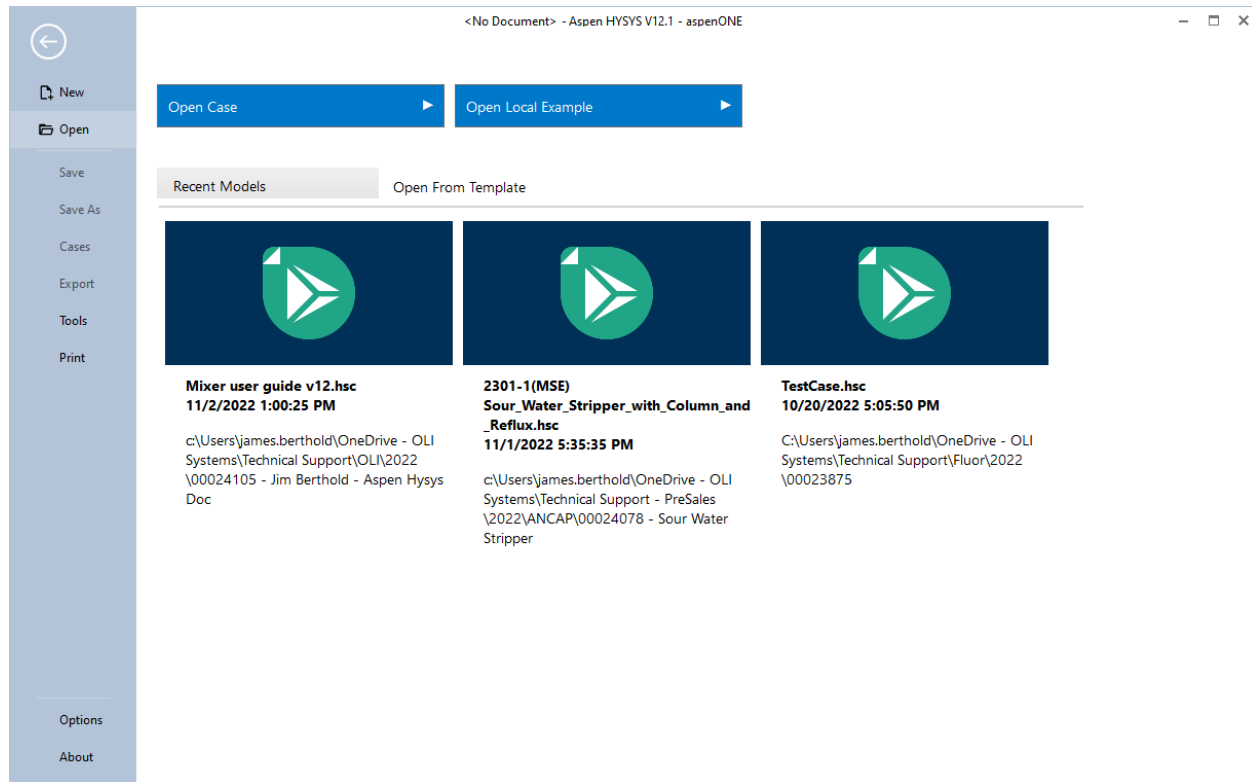 <No Document> - Aspen HYSYS V12.1 - aspenONE
New
Open
Save
Save As
Cases
Export
Tools
Print
Options
About
Open Case
Open Local Example
Recent Models
Open From Template
Mixer user guide v12.hsc
11/2/2022 1:00:25 PM
c:\Users\james.berthold\OneDrive - OLI
Systems\Technical Support\OLI\2022
\00024105 - Jim Berthold - Aspen Hysys
Doc
2301-1(MSE)
Sour_Water_Stripper_with_Column_and
_Reflux.hsc
11/1/2022 5:35:35 PM
c:\Users\james.berthold\OneDrive - OLI
Systems\Technical Support - PreSales
\2022\ANCAP\00024078 - Sour Water
Stripper
TestCase.hsc
10/20/2022 5:05:50 PM
C:\Users\james.berthold\OneDrive - OLI
Systems\Technical Support\Fluor\2022
\00023875